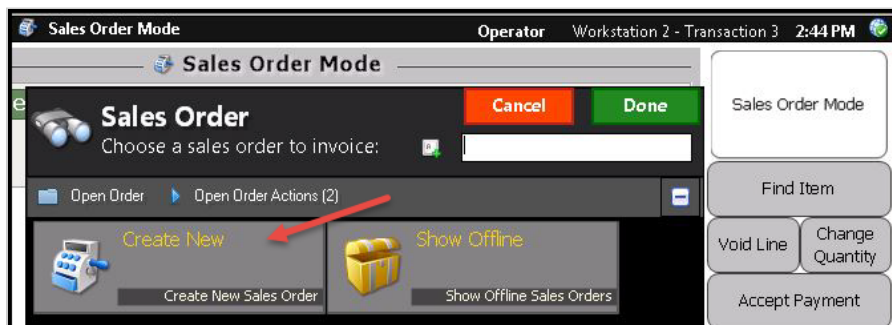 Sales Order Mode
Operator
Workstation 2 - Transaction 3
2:44 PM
Sales Order Mode
e
Sales Order
Choose a sales order to invoice:
Cancel
Done
Open Order
Open Order Actions (2)
Create New
Create New Sales Order
Show Offline
Show Offline Sales Orders
Sales Order Mode
Find Item
Void Line
Change
Quantity
Accept Payment